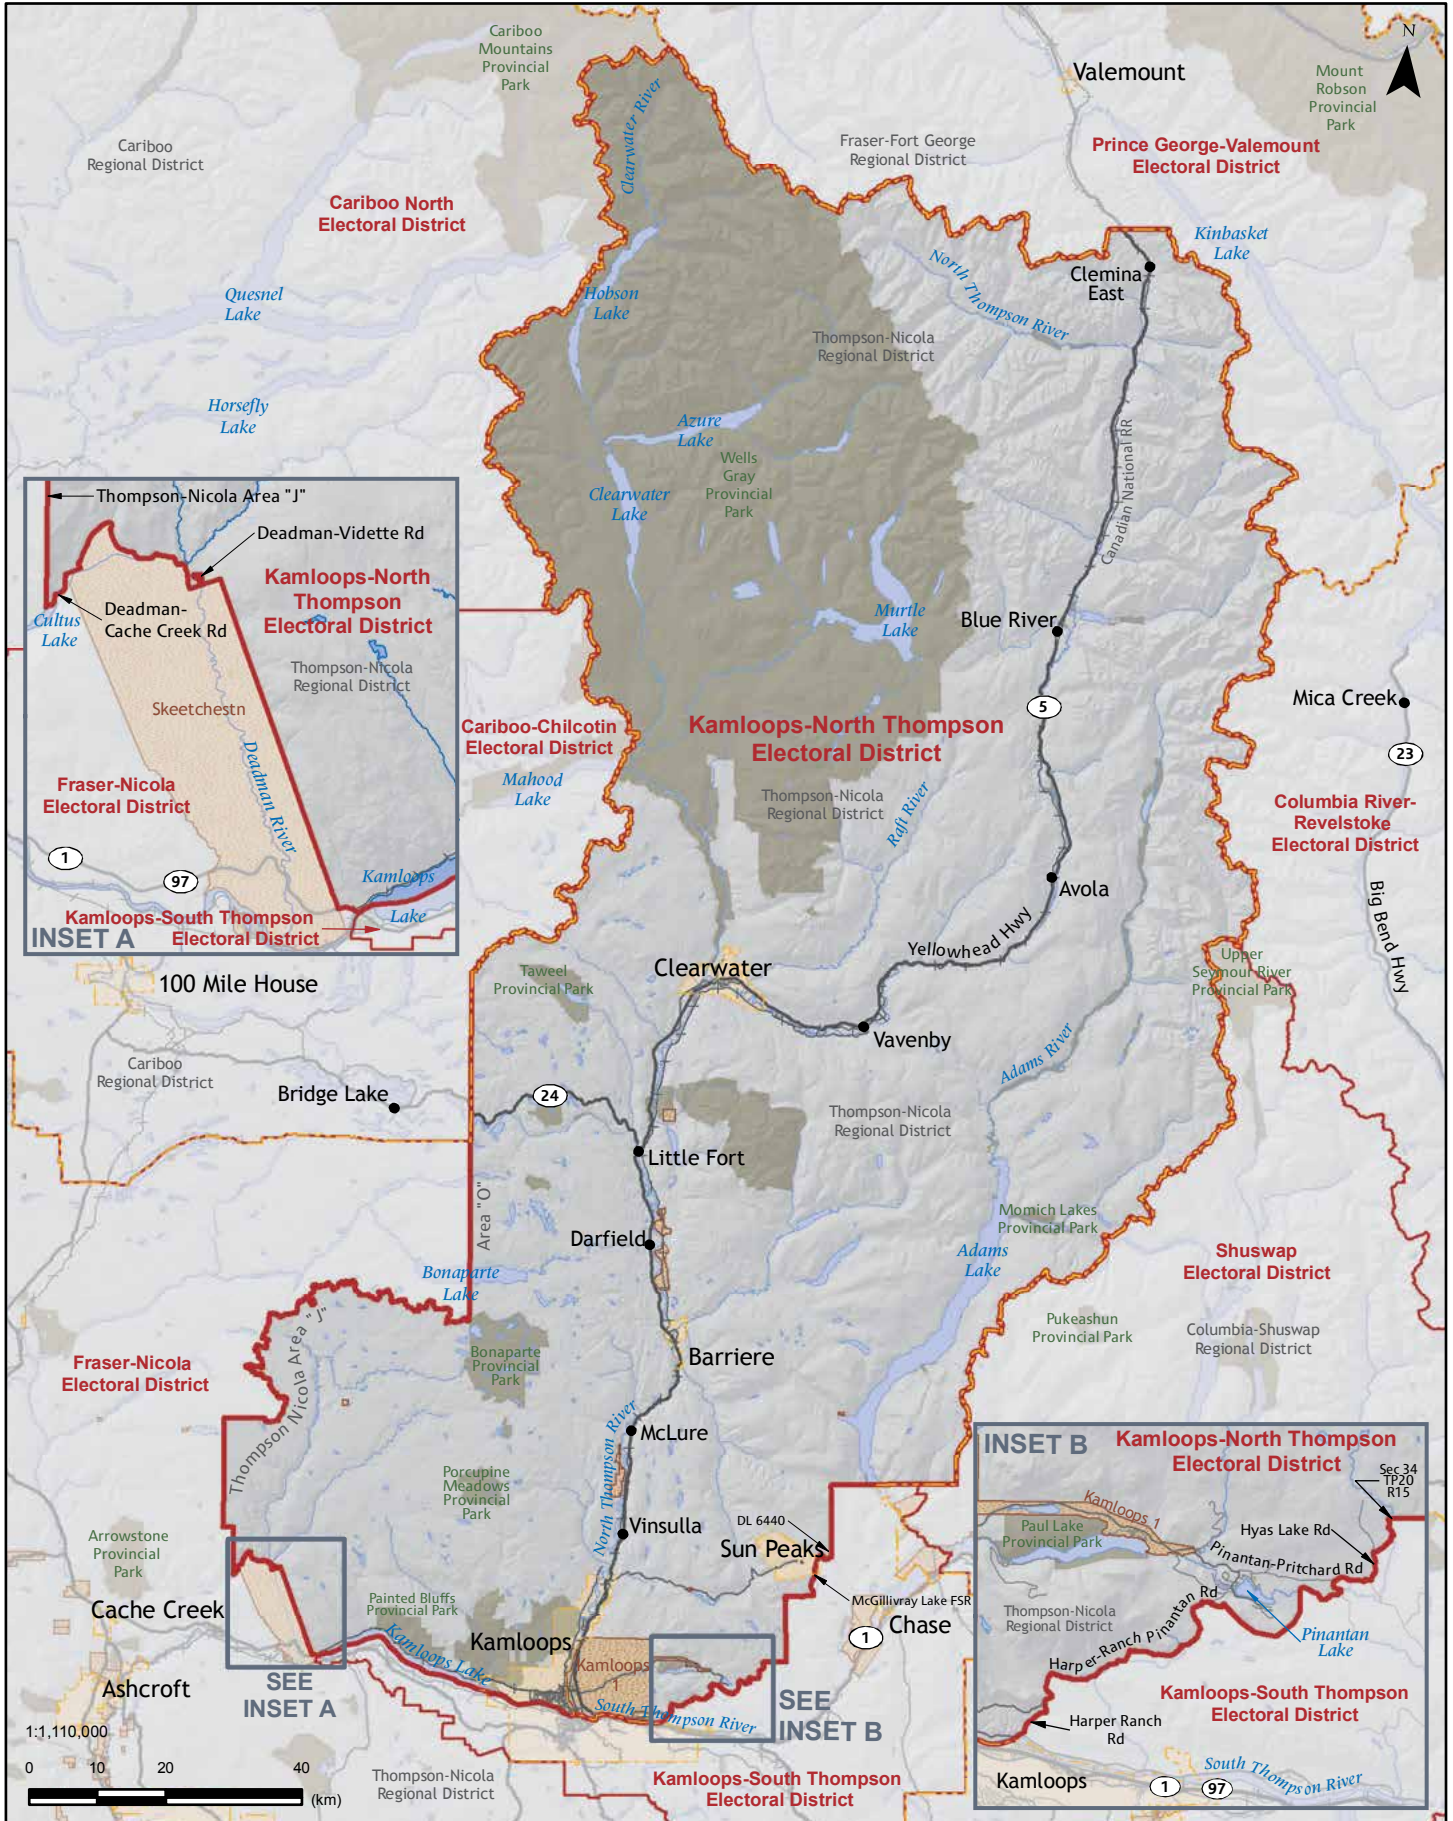 Cariboo
Mountains
Provincial
Park
N
Valemount
Mount
Robson
Provincial
Park
Clearwater River
Cariboo
Regional District
Fraser-Fort George
Regional District
Prince George-Valemount
Electoral District
Cariboo North
Electoral District
Kinbasket
Lake
North Thompson River
Clemina
East
Quesnel
Lake
Hobson
Lake
Thompson-Nicola
Regional District
Horsefly
Lake
Azure
Lake
Wells
Gray
Provincial
Park
Canadian National RR
Clearwater
Lake
Thompson-Nicola Area "J"
Deadman-Vidette Rd
Kamloops-North
Thompson
Electoral District
Deadman-
Cache Creek Rd
Cultus
Lake
Thompson-Nicola
Regional District
Skeetchestn
Deadman River
Fraser-Nicola
Electoral District
1
97
Kamloops
Lake
Kamloops-South Thompson
Electoral District
INSET A
Murtle
Lake
Blue River
5
Mica Creek
23
Cariboo-Chilcotin
Electoral District
Kamloops-North Thompson
Electoral District
Mahood
Lake
Thompson-Nicola
Regional District
Raft River
Columbia River-
Revelstoke
Electoral District
Big Bend Hwy
Avola
Yellowhead Hwy
Clearwater
Upper
Seymour River
Provincial Park
Taweel
Provincial Park
100 Mile House
Vavenby
Adams River
Cariboo
Regional District
Bridge Lake
24
Thompson-Nicola
Regional District
Little Fort
Area "O"
Momich Lakes
Provincial Park
Darfield
Adams
Lake
Shuswap
Electoral District
Bonaparte
Lake
Pukeashun
Provincial Park
Columbia-Shuswap
Regional District
Thompson Nicola Area "J"
Bonaparte
Provincial
Park
Barriere
Fraser-Nicola
Electoral District
North Thompson River
McLure
Porcupine
Meadows
Provincial
Park
Vinsulla
DL 6440
Sun Peaks
McGillivray Lake FSR
Arrowstone
Provincial
Park
Cache Creek
Painted Bluffs
Provincial Park
Chase
1
Kamloops
Kamloops Lake
Kamloops
1
South Thompson River
SEE
INSET A
SEE
INSET B
Ashcroft
1:1,110,000
0
10
20
40
(km)
Thompson-Nicola
Regional District
Kamloops-South Thompson
Electoral District
INSET B
Kamloops-North Thompson
Electoral District
Sec 34
TP20
R15
Kamloops 1
Paul Lake
Provincial Park
Hyas Lake Rd
Pinantan-Pritchard Rd
Thompson-Nicola
Regional District
Harper-Ranch Pinantan Rd
Pinantan
Lake
Kamloops-South Thompson
Electoral District
Harper Ranch
Rd
South Thompson River
Kamloops
1
97